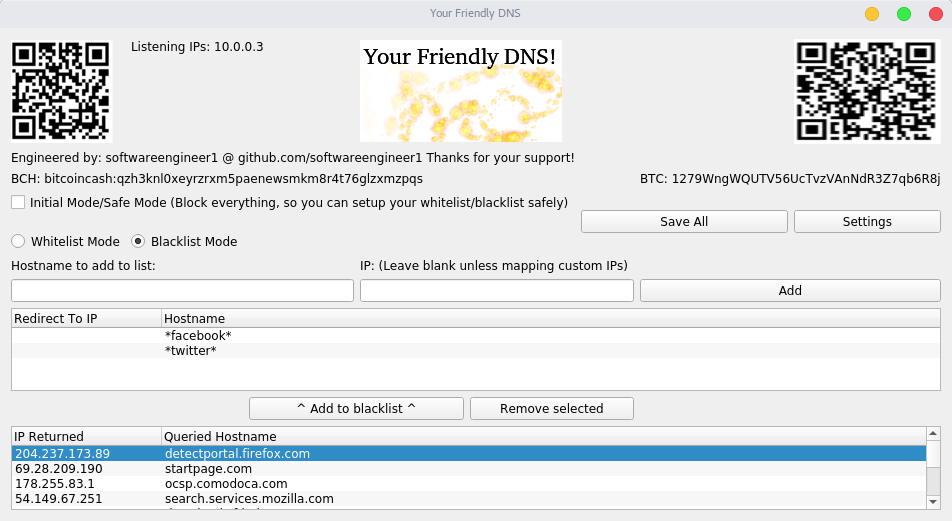 Your Friendly DNS
Listening IPs: 10.0.0.3
Your Friendly DNS!
Engineered by: softwareengineer1 @ github.com/softwareengineer1 Thanks for your support!
BCH: bitcoincash:qzh3knl0xeyrzrxm5paenewsmkm8r4t76glzxmzpqs
BTC: 1279WngWQUTV56UcTvzVAnNdR3Z7qb6R8j
Initial Mode/Safe Mode (Block everything, so you can setup your whitelist/blacklist safely)
Save All
Settings
Whitelist Mode
Blacklist Mode
Hostname to add to list:
IP: (Leave blank unless mapping custom IPs)
Add
Redirect To IP
Hostname
*facebook*
*twitter*
^ Add to blacklist ^
Remove selected
IP Returned
Queried Hostname
204.237.173.89 detectportal.firefox.com
69.28.209.190 startpage.com
178.255.83.1 ocsp.comodoca.com
54.149.67.251 search.services.mozilla.com